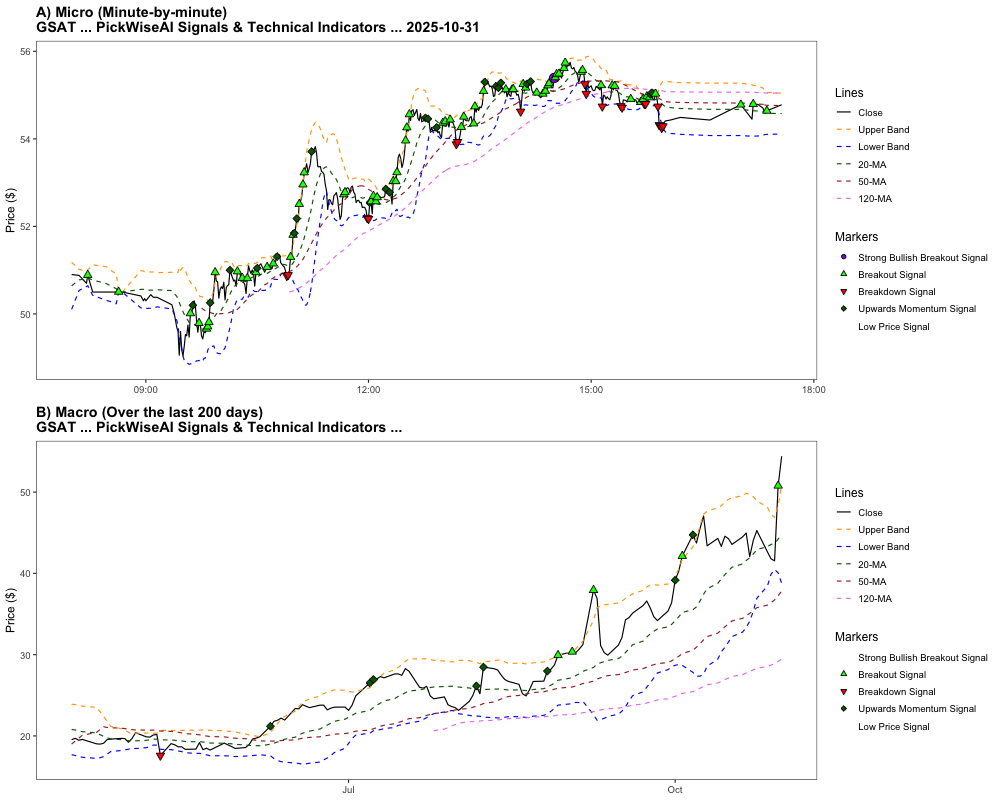 A) Micro (Minute-by-minute)
GSAT ... PickWiseAI Signals & Technical Indicators ... 2025-10-31
Price ($)
56
54
52
50
09:00
12:00
15:00
18:00
Lines
Close
Upper Band
Lower Band
20-MA
50-MA
120-MA
Markers
Strong Bullish Breakout Signal
Breakout Signal
Breakdown Signal
Upwards Momentum Signal
Low Price Signal
B) Macro (Over the last 200 days)
GSAT ... PickWiseAI Signals & Technical Indicators ...
Price ($)
50
40
30
20
Jul
Oct
Lines
Close
Upper Band
Lower Band
20-MA
50-MA
120-MA
Markers
Strong Bullish Breakout Signal
Breakout Signal
Breakdown Signal
Upwards Momentum Signal
Low Price Signal